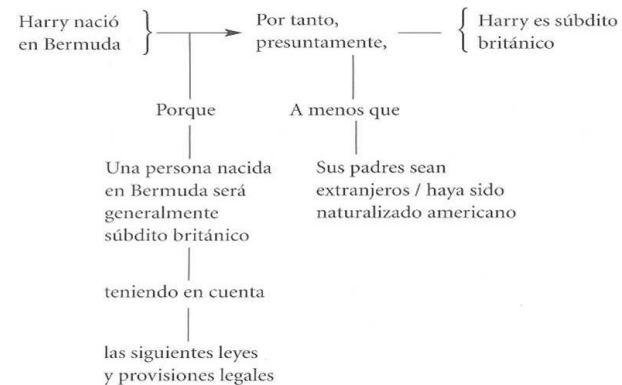 Harry nació
en Bermuda
Por tanto,
presuntamente,
Harry es súbdito
británico
Porque
A menos que
Una persona nacida
en Bermuda será
generalmente
súbdito británico
Sus padres sean
extranjeros / haya sido
naturalizado americano
teniendo en cuenta
las siguientes leyes
y provisiones legales